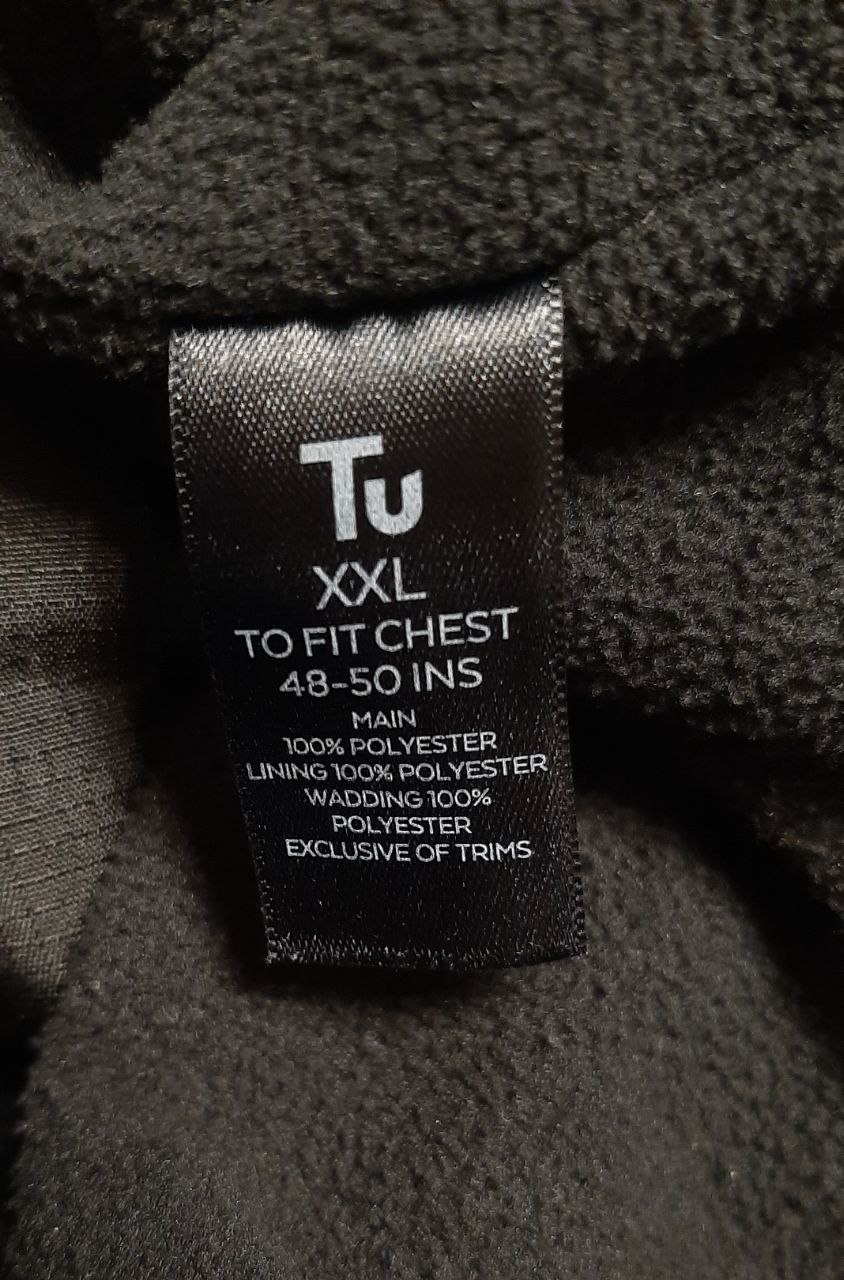 Tu
XXL
TO FIT CHEST
48-50 INS
MAIN
100% POLYESTER
LINING 100% POLYESTER
WADDING 100%
POLYESTER
EXCLUSIVE OF TRIMS